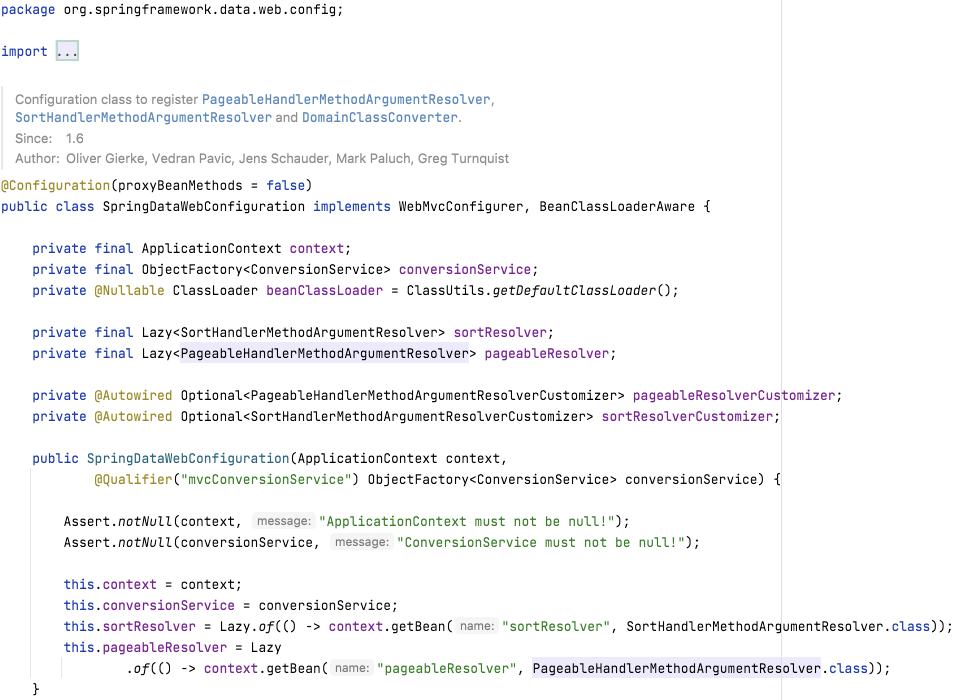 package org.springframework.data.web.config;
import ...
Configuration class to register PageableHandlerMethodArgumentResolver,
SortHandlerMethodArgumentResolver and DomainClassConverter.
Since: 1.6
Author: Oliver Gierke, Vedran Pavic, Jens Schauder, Mark Paluch, Greg Turnquist
@Configuration(proxyBeanMethods = false)
public class SpringDataWebConfiguration implements WebMvcConfigurer, BeanClassLoaderAware {
private final ApplicationContext context;
private final ObjectFactory<ConversionService> conversionService;
private @Nullable ClassLoader beanClassLoader = ClassUtils.getDefaultClassLoader();
private final Lazy<SortHandlerMethodArgumentResolver> sortResolver;
private final Lazy<PageableHandlerMethodArgumentResolver> pageableResolver;
private @Autowired Optional<PageableHandlerMethodArgumentResolverCustomizer> pageableResolverCustomizer;
private @Autowired Optional<SortHandlerMethodArgumentResolverCustomizer> sortResolverCustomizer;
public SpringDataWebConfiguration(ApplicationContext context,
@Qualifier("mvcConversionService") ObjectFactory<ConversionService> conversionService) {
Assert.notNull(context, message: "ApplicationContext must not be null!");
Assert.notNull(conversionService, message: "ConversionService must not be null!");
this.context = context;
this.conversionService = conversionService;
this.sortResolver = Lazy.of(() -> context.getBean( name: "sortResolver", SortHandlerMethodArgumentResolver.class));
this.pageableResolver = Lazy
.of(() -> context.getBean( name: "pageableResolver", PageableHandlerMethodArgumentResolver.class));
}